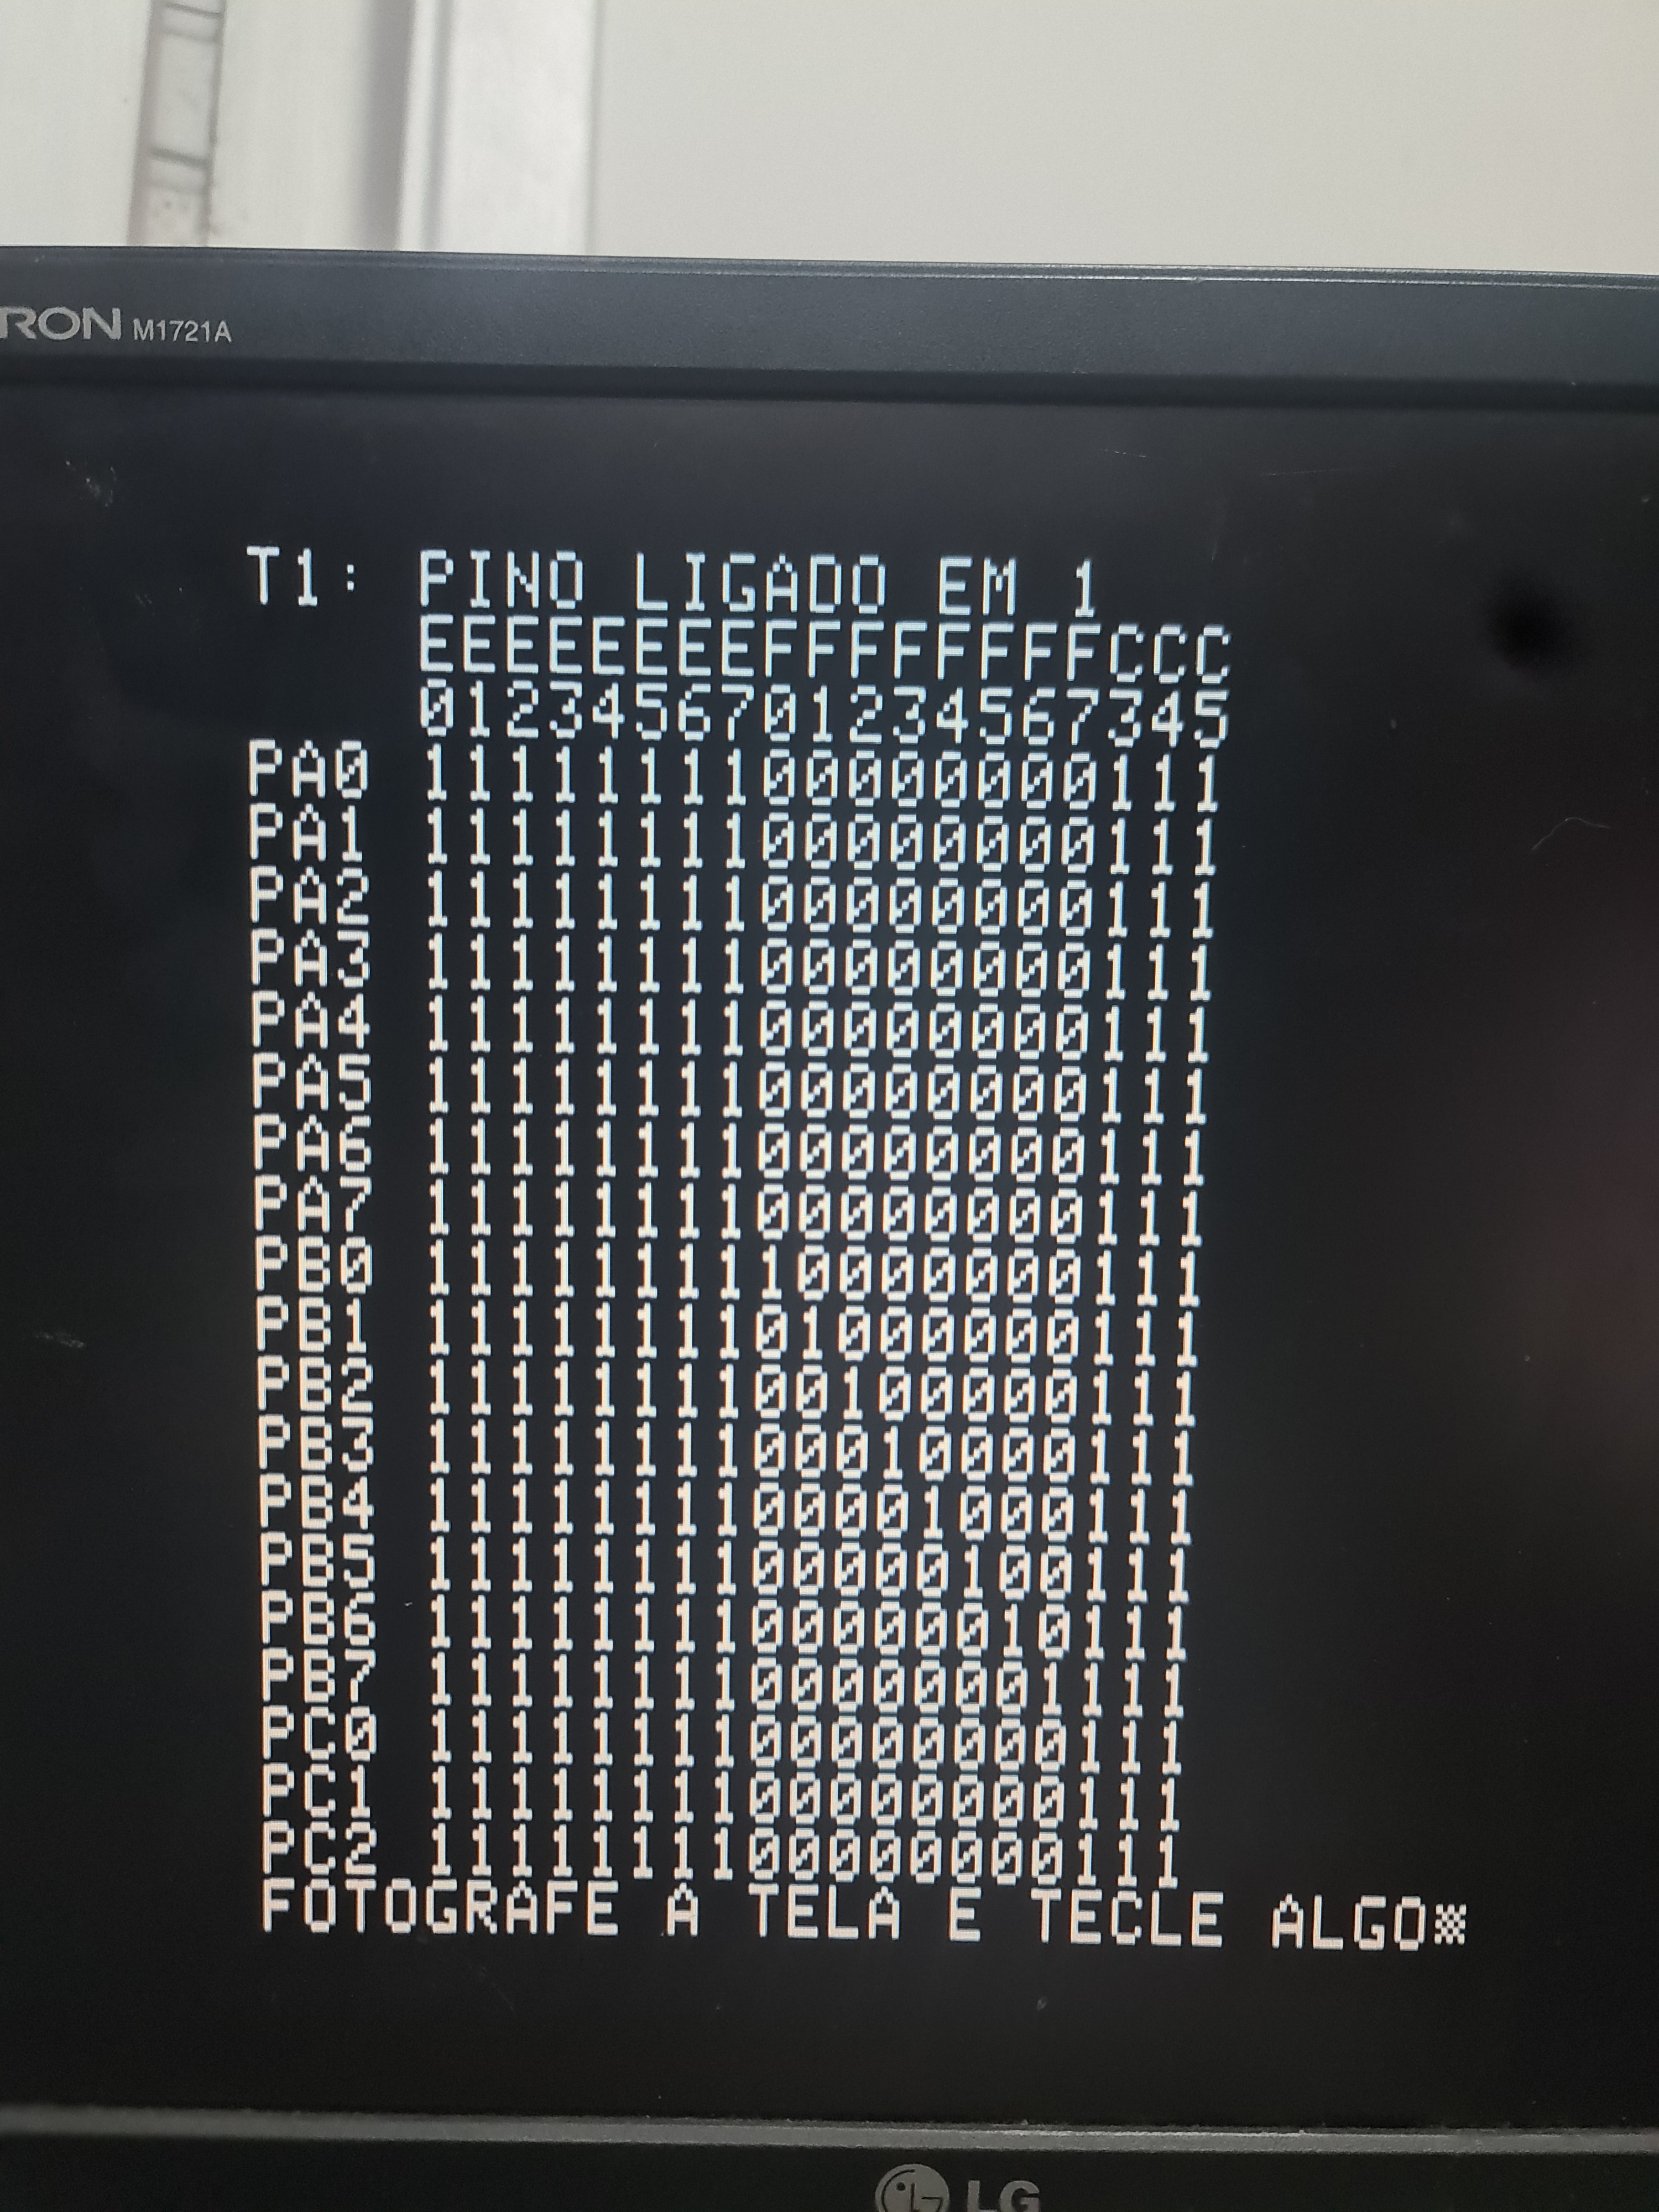 RON M1721A
T1: PINO LIGADO EM 1
EEEEEEEEFFFFFFFFCCC
0123456701234567345
PA0 1111111100000000111
PA1 1111111100000000111
PA2 1111111100000000111
PA3 1111111100000000111
PA4 1111111100000000111
PA5 1111111100000000111
PA6 1111111100000000111
PA7 1111111100000000111
PB0 1111111110000000111
PB1 1111111101000000111
PB2 1111111100100000111
PB3 1111111100010000111
PB4 1111111100001000111
PB5 1111111100000100111
PB6 1111111100000010111
PB7 1111111100000001111
PC0 1111111100000000111
PC1 1111111100000000111
PC2 1111111100000000111
FOTOGRAFE A TELA E TECLE ALGO
LG